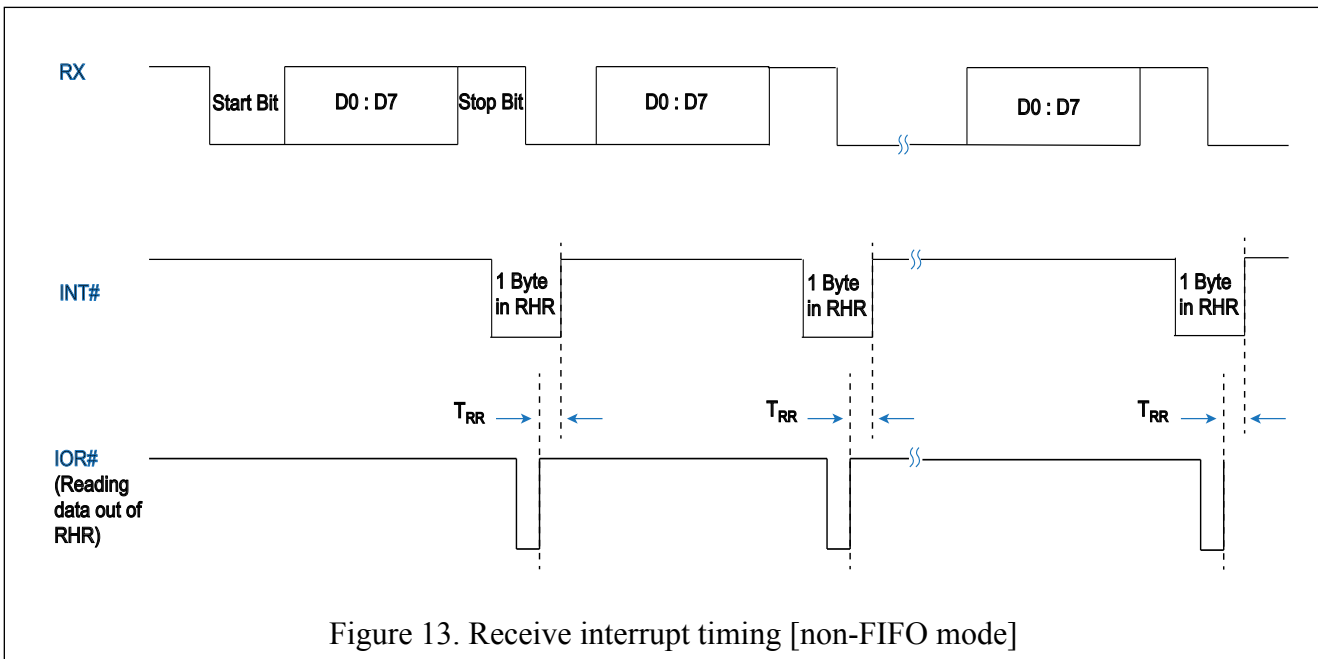 RX
Start Bit
D0 : D7
Stop Bit
D0 : D7
D0 : D7
INT#
1 Byte
in RHR
1 Byte
in RHR
1 Byte
in RHR
TRR
TRR
TRR
IOR#
(Reading
data out of
RHR)
Figure 13. Receive interrupt timing [non-FIFO mode]